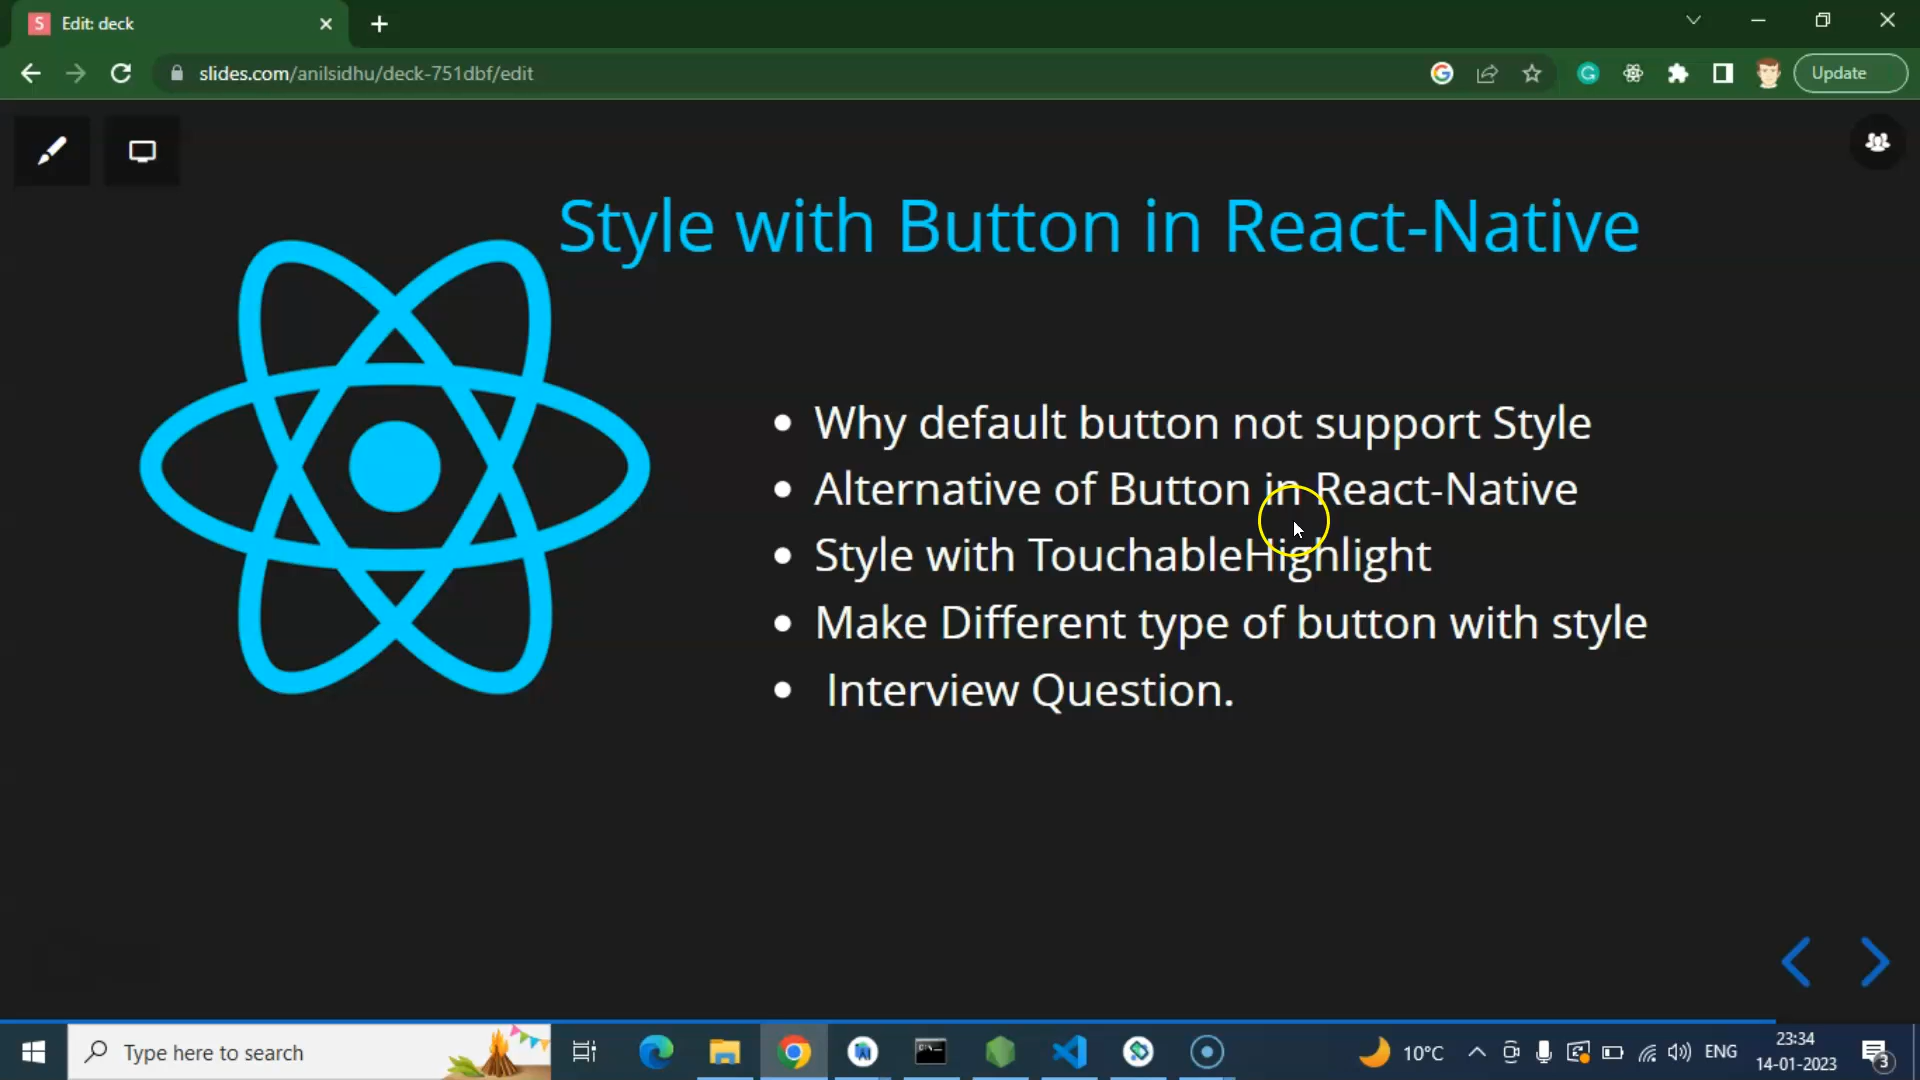 S Edit: deck
slides.com/anilsidhu/deck-751dbf/edit
G
G
Update
Style with Button in React-Native
• Why default button not support Style
• Alternative of Button in React-Native
• Style with TouchableHighlight
• Make Different type of button with style
• Interview Question.
Type here to search
10°C
ENG
23:34
14-01-2023
3